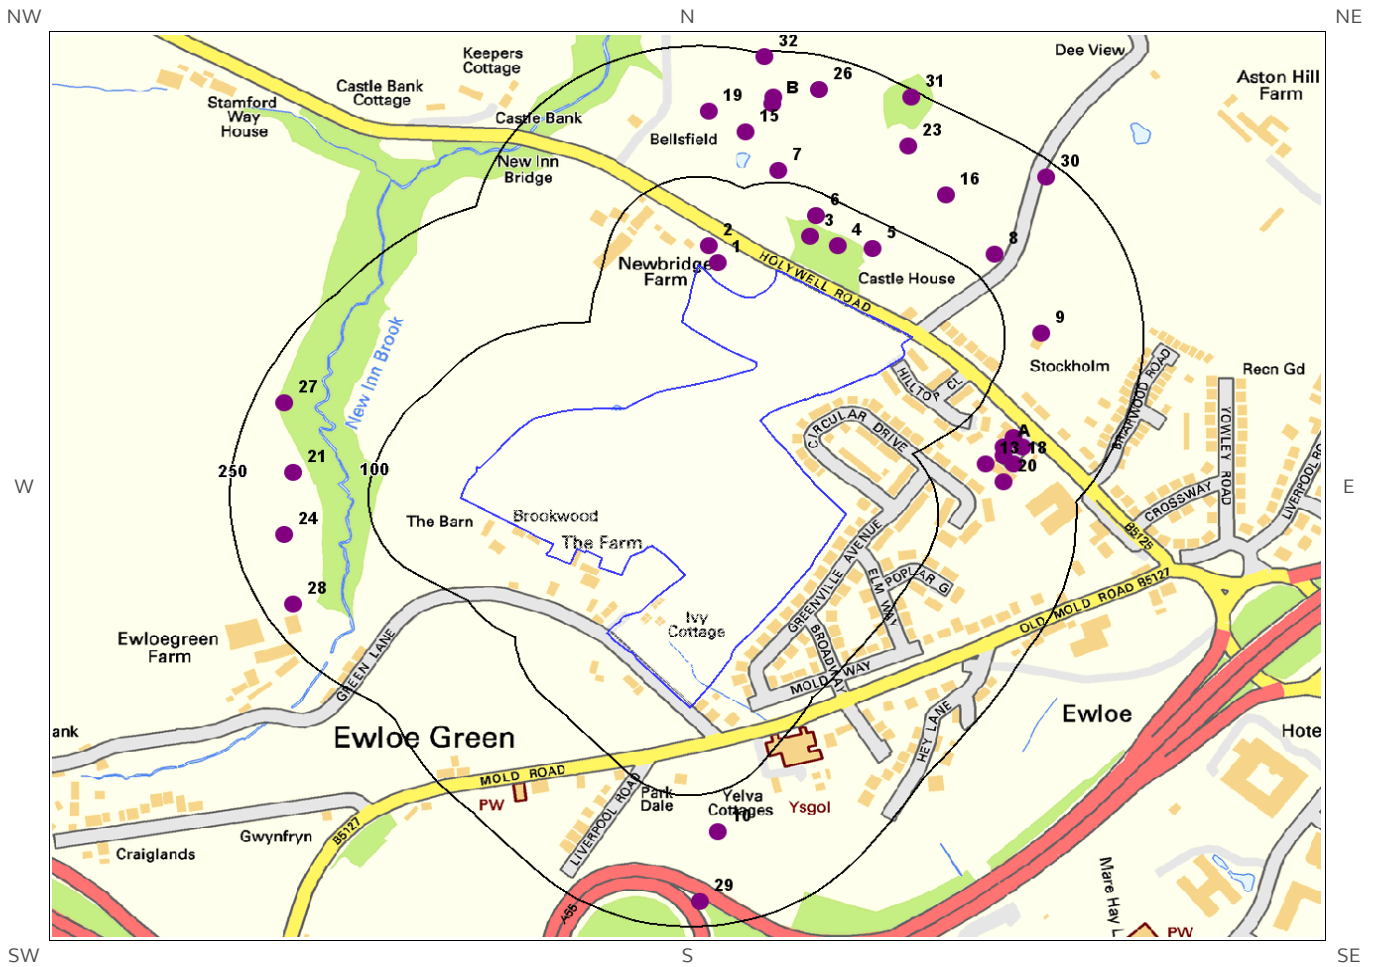 NW
N
NE
32
Dee View
Keepers
Cottage
Castle Bank
Cottage
Stamford
Way
House
Castle Bank
New Inn
Bridge
Bellsfield
19
B
26
31
15
23
7
16
30
Aston Hill
Farm
6
3
4
5
8
2
1
Newbridge
Farm
HOLYWELL ROAD
Castle House
9
Stockholm
Recn Gd
New Inn Brook
27
HILLTOP
CL
BRIARWOOD ROAD
YOWLEY ROAD
LIVERPOOL RO
CIRCULAR DRIVE
A
13
18
20
21
W
250
100
E
24
The Barn
Brookwood
The Farm
CROSSWAY
B5125
GREENVILLE AVENUE
ELM WAY
POPLAR G
OLD MOLD ROAD B5127
28
Ewloegreen
Farm
GREEN LANE
Ivy
Cottage
BROADWAY
MOLD WAY
HEY LANE
Ewloe
ank
Ewloe Green
Hote
MOLD ROAD
PW
Park
Dale
Yelva
Cottages
Ysgol
10
LIVERPOOL ROAD
Gwynfryn
B5127
Craiglands
29
A55
Mare Hay L
PW
SW
S
SE